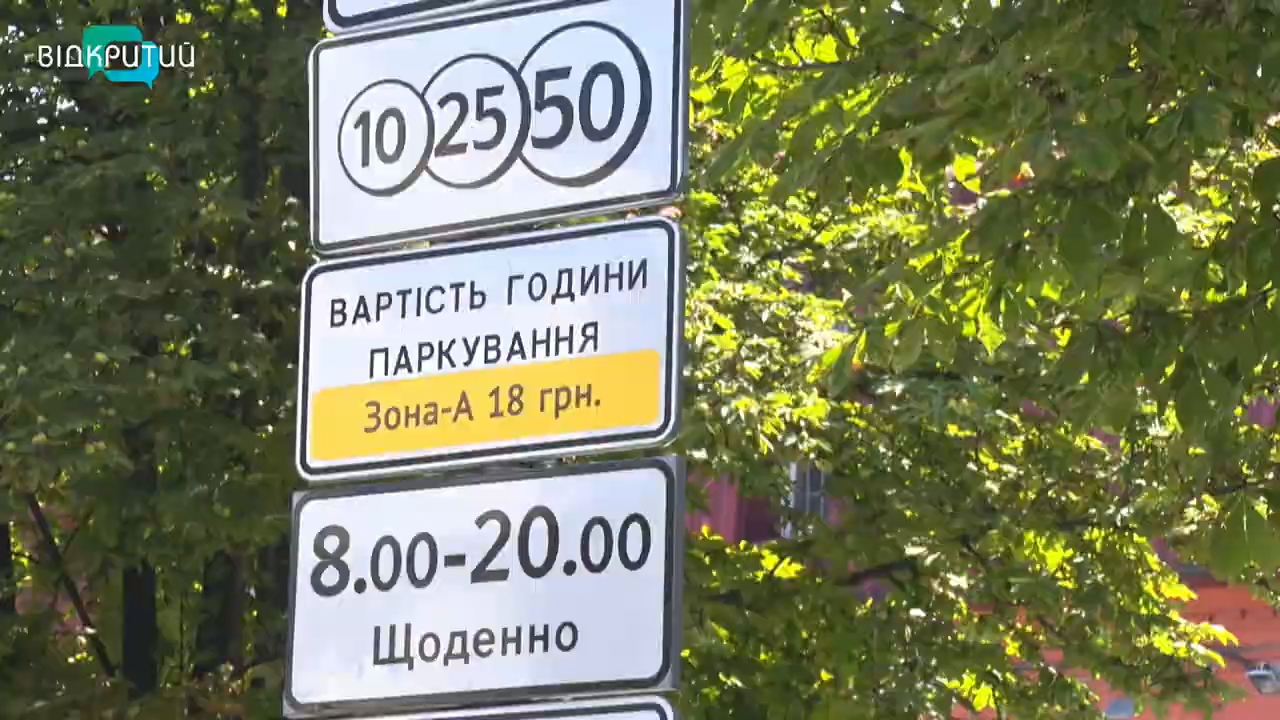 ВІДКРИТИЙ
10 25 50
ВАРТІСТЬ ГОДИНИ
ПАРКУВАННЯ
Зона-А 18 грн.
8.00-20.00
Щоденно